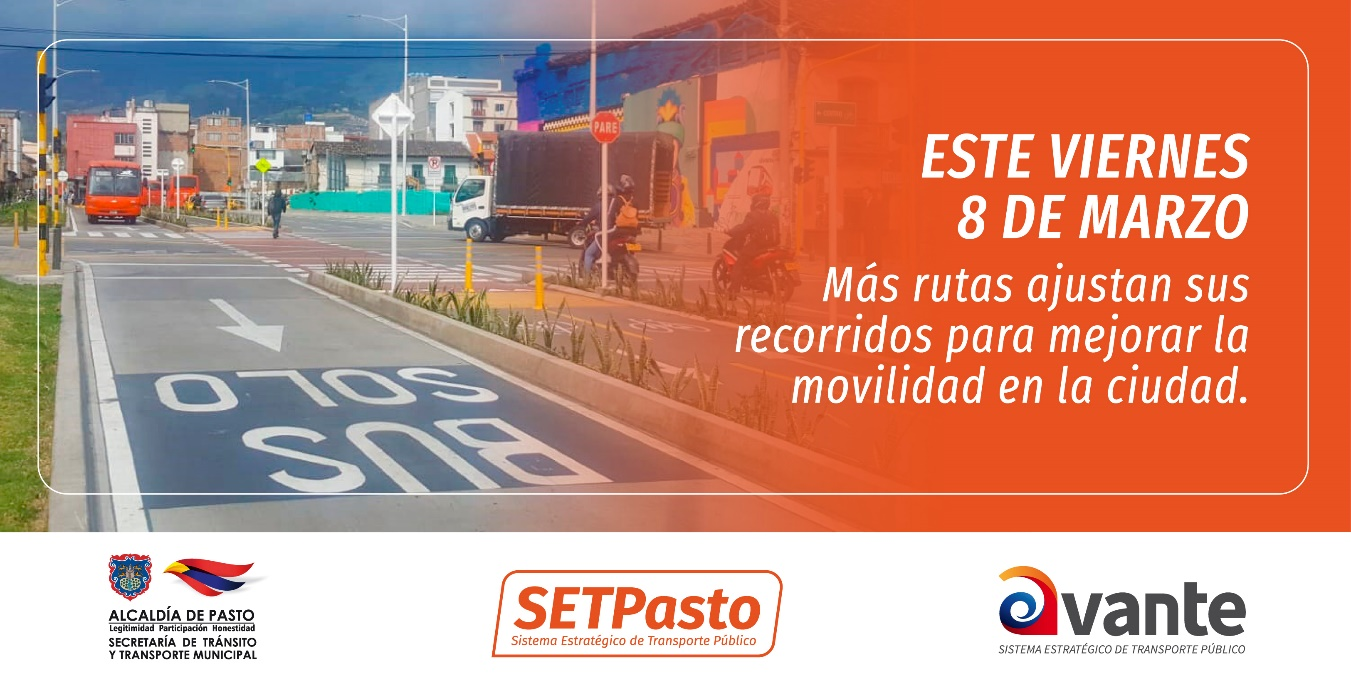 PARE
SOLO
BUS
ESTE VIERNES
8 DE MARZO
Más rutas ajustan sus
recorridos para mejorar la
movilidad en la ciudad.
ALCALDÍA DE PASTO
Legitimidad Participación Honestidad
SECRETARÍA DE TRÁNSITO
Y TRANSPORTE MUNICIPAL
SETPasto
Sistema Estratégico de Transporte Público
avante
SISTEMA ESTRATÉGICO DE TRANSPORTE PÚBLICO